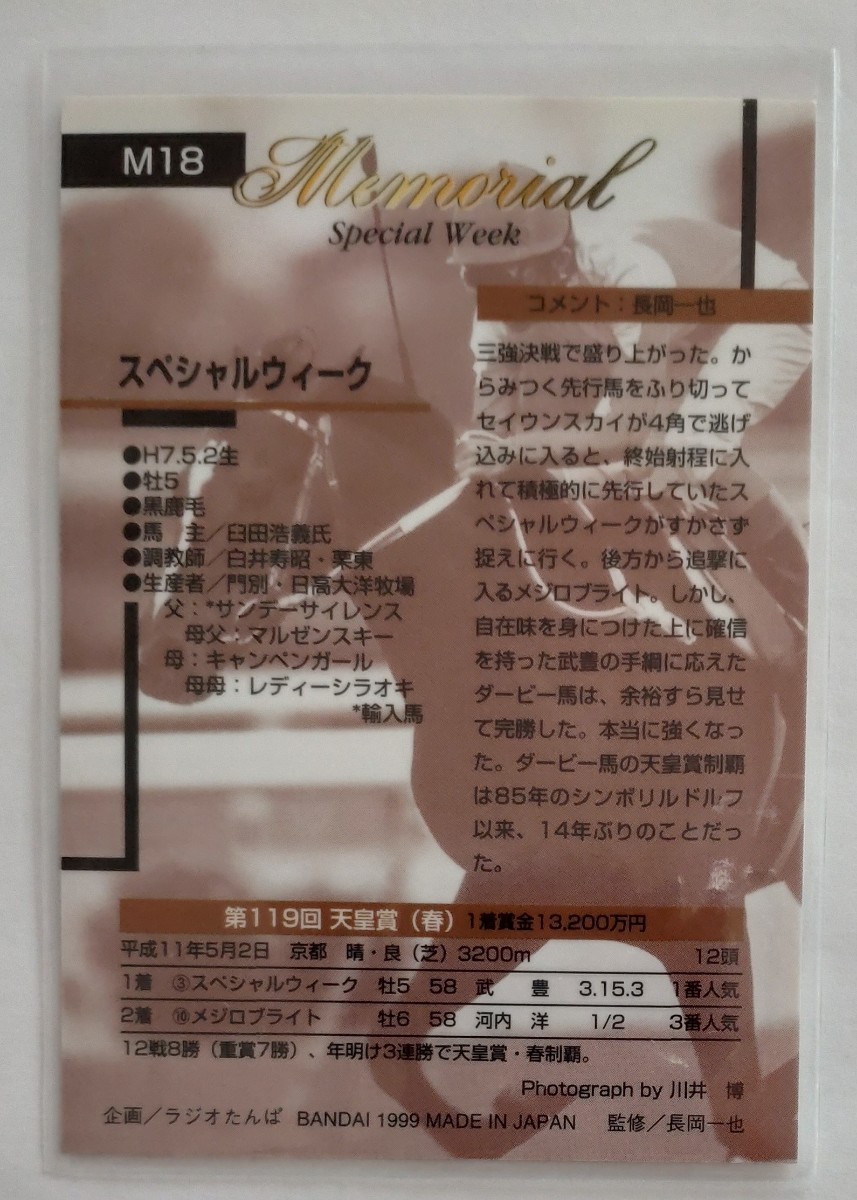 M18
Memorial
Special Week
スペシャルウィーク
●H7.5.2生
●牡5
●黒鹿毛
●馬　主／臼田浩義氏
●調教師／白井寿昭・栗東
●生産者／門別・日高大洋牧場
父：*サンデーサイレンス
母父：マルゼンスキー
母：キャンペンガール
母母：レディーシラオキ
*輸入馬
コメント：長岡一也
三強決戦で盛り上がった。か
らみつく先行馬をふり切って
セイウンスカイが4角で逃げ
込みに入ると、終始射程に入
れて積極的に先行していたス
ペシャルウィークがすかさず
捉えに行く。後方から追撃に
入るメジロブライト。しかし、
自在味を身につけた上に確信
を持った武豊の手綱に応えた
ダービー馬は、余裕すら見せ
て完勝した。本当に強くなっ
た。ダービー馬の天皇賞制覇
は85年のシンボリルドルフ
以来、14年ぶりのことだっ
た。
第119回 天皇賞（春）1着賞金13,200万円
平成11年5月2日　京都　晴・良（芝）3200m　12頭
1着　③スペシャルウィーク　牡5　58　武　豊　3.15.3　1番人気
2着　⑩メジロブライト　牡6　58　河内　洋　1/2　3番人気
12戦8勝（重賞7勝）、年明け3連勝で天皇賞・春制覇。
Photograph by 川井　博
企画／ラジオたんぱ　BANDAI 1999 MADE IN JAPAN　監修／長岡一也